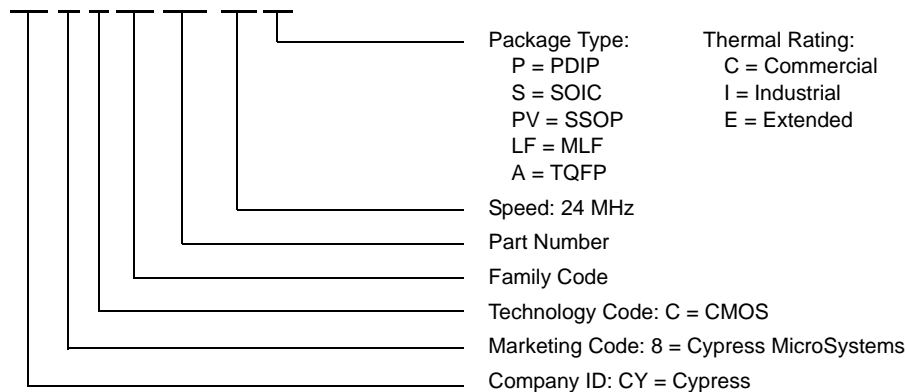 Package Type: Thermal Rating:
P = PDIP C = Commercial
S = SOIC I = Industrial
PV = SSOP E = Extended
LF = MLF
A = TQFP
Speed: 24 MHz
Part Number
Family Code
Technology Code: C = CMOS
Marketing Code: 8 = Cypress MicroSystems
Company ID: CY = Cypress